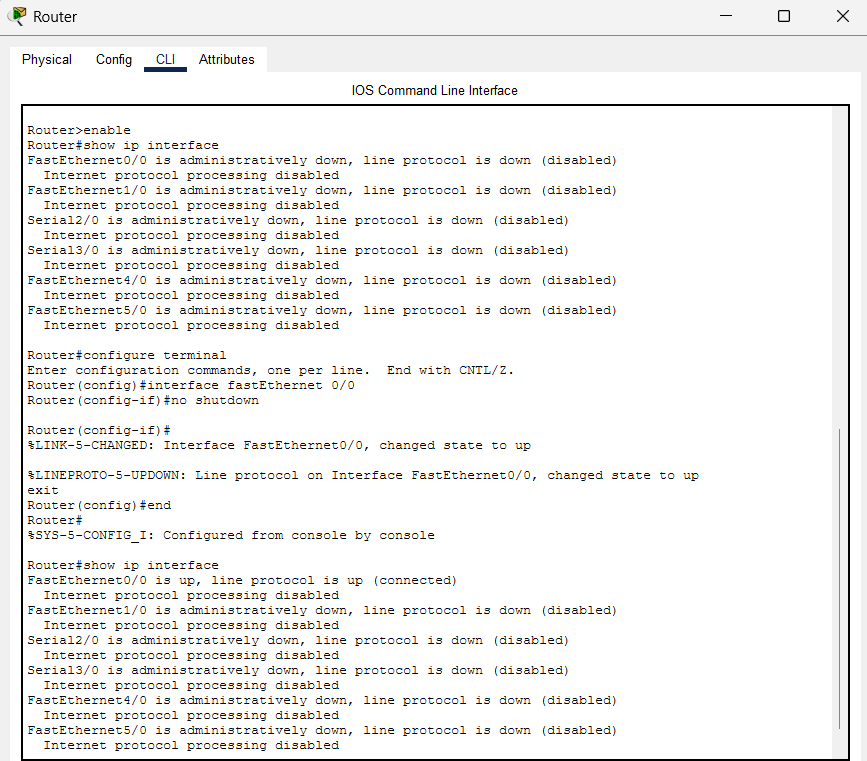 Router
Physical Config CLI Attributes
IOS Command Line Interface
Router>enable
Router#show ip interface
FastEthernet0/0 is administratively down, line protocol is down (disabled)
  Internet protocol processing disabled
FastEthernet1/0 is administratively down, line protocol is down (disabled)
  Internet protocol processing disabled
Serial2/0 is administratively down, line protocol is down (disabled)
  Internet protocol processing disabled
Serial3/0 is administratively down, line protocol is down (disabled)
  Internet protocol processing disabled
FastEthernet4/0 is administratively down, line protocol is down (disabled)
  Internet protocol processing disabled
FastEthernet5/0 is administratively down, line protocol is down (disabled)
  Internet protocol processing disabled
Router#configure terminal
Enter configuration commands, one per line.  End with CNTL/Z.
Router(config)#interface fastEthernet 0/0
Router(config-if)#no shutdown
Router(config-if)#
%LINK-5-CHANGED: Interface FastEthernet0/0, changed state to up
%LINEPROTO-5-UPDOWN: Line protocol on Interface FastEthernet0/0, changed state to up
exit
Router(config)#end
Router#
%SYS-5-CONFIG_I: Configured from console by console
Router#show ip interface
FastEthernet0/0 is up, line protocol is up (connected)
  Internet protocol processing disabled
FastEthernet1/0 is administratively down, line protocol is down (disabled)
  Internet protocol processing disabled
Serial2/0 is administratively down, line protocol is down (disabled)
  Internet protocol processing disabled
Serial3/0 is administratively down, line protocol is down (disabled)
  Internet protocol processing disabled
FastEthernet4/0 is administratively down, line protocol is down (disabled)
  Internet protocol processing disabled
FastEthernet5/0 is administratively down, line protocol is down (disabled)
  Internet protocol processing disabled